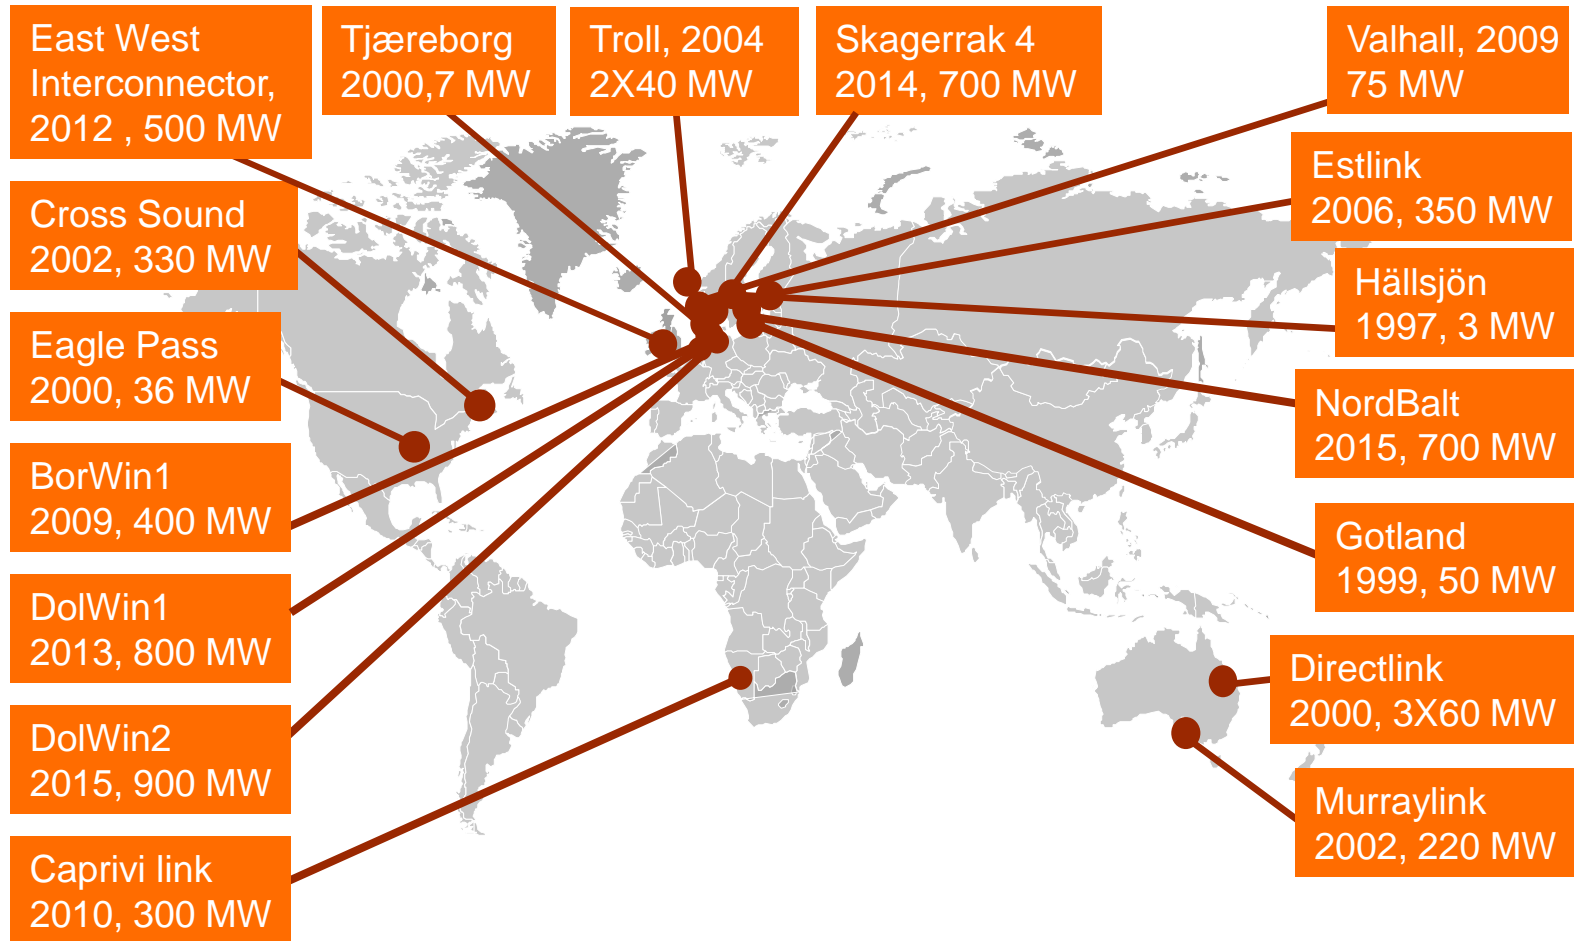 East West
Interconnector,
2012 , 500 MW
Tjæreborg
2000,7 MW
Troll, 2004
2X40 MW
Skagerrak 4
2014, 700 MW
Valhall, 2009
75 MW
Cross Sound
2002, 330 MW
Estlink
2006, 350 MW
Eagle Pass
2000, 36 MW
Hällsjön
1997, 3 MW
BorWin1
2009, 400 MW
NordBalt
2015, 700 MW
DolWin1
2013, 800 MW
Gotland
1999, 50 MW
DolWin2
2015, 900 MW
Directlink
2000, 3X60 MW
Caprivi link
2010, 300 MW
Murraylink
2002, 220 MW